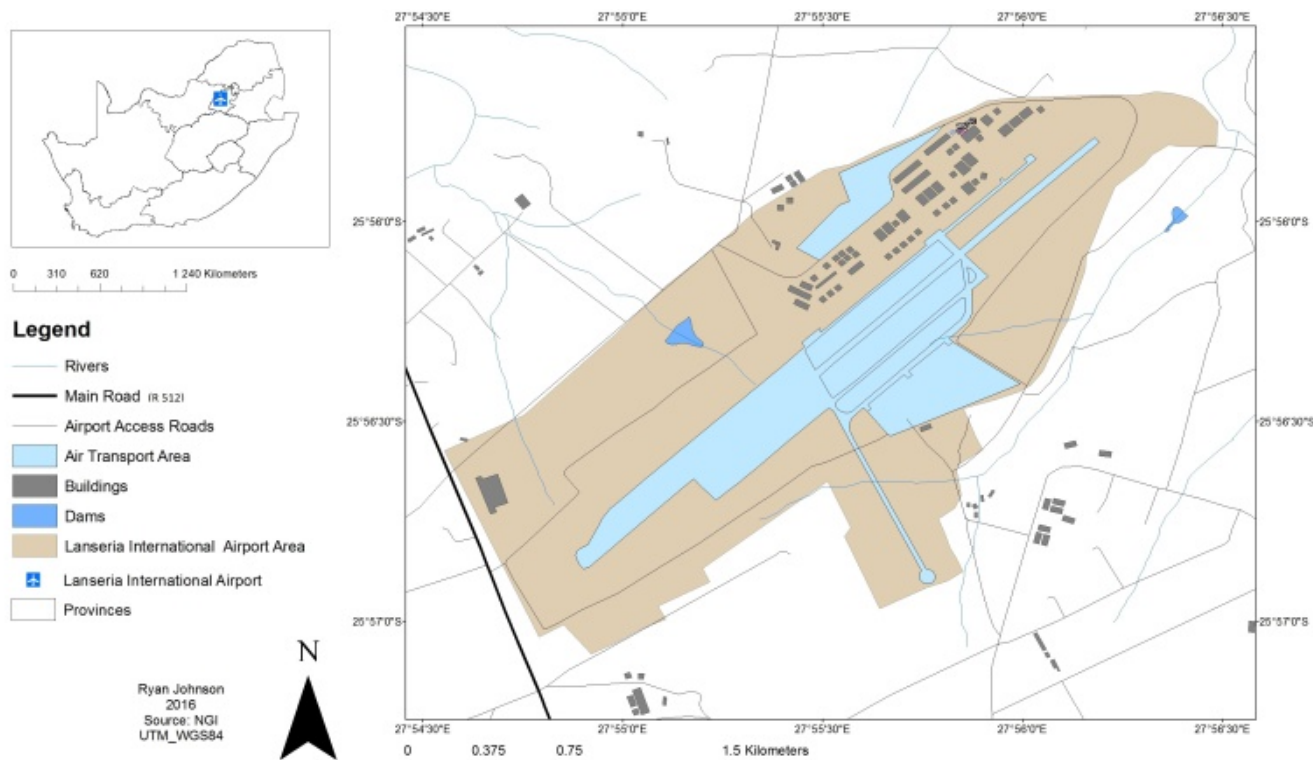 27°54'30"E 27°55'0"E 27°55'30"E 27°56'0"E 27°56'30"E
25°56'0"S 25°56'0"S
0 310 620 1 240 Kilometers
Legend
Rivers
Main Road (R 512)
Airport Access Roads
Air Transport Area
Buildings
Dams
Lanseria International Airport Area
Lanseria International Airport
Provinces
25°56'30"S 25°56'30"S
25°57'0"S 25°57'0"S
N
Ryan Johnson
2016
Source: NGI
UTM_WGS84
27°54'30"E 27°55'0"E 27°55'30"E 27°56'0"E 27°56'30"E
0 0.375 0.75 1.5 Kilometers